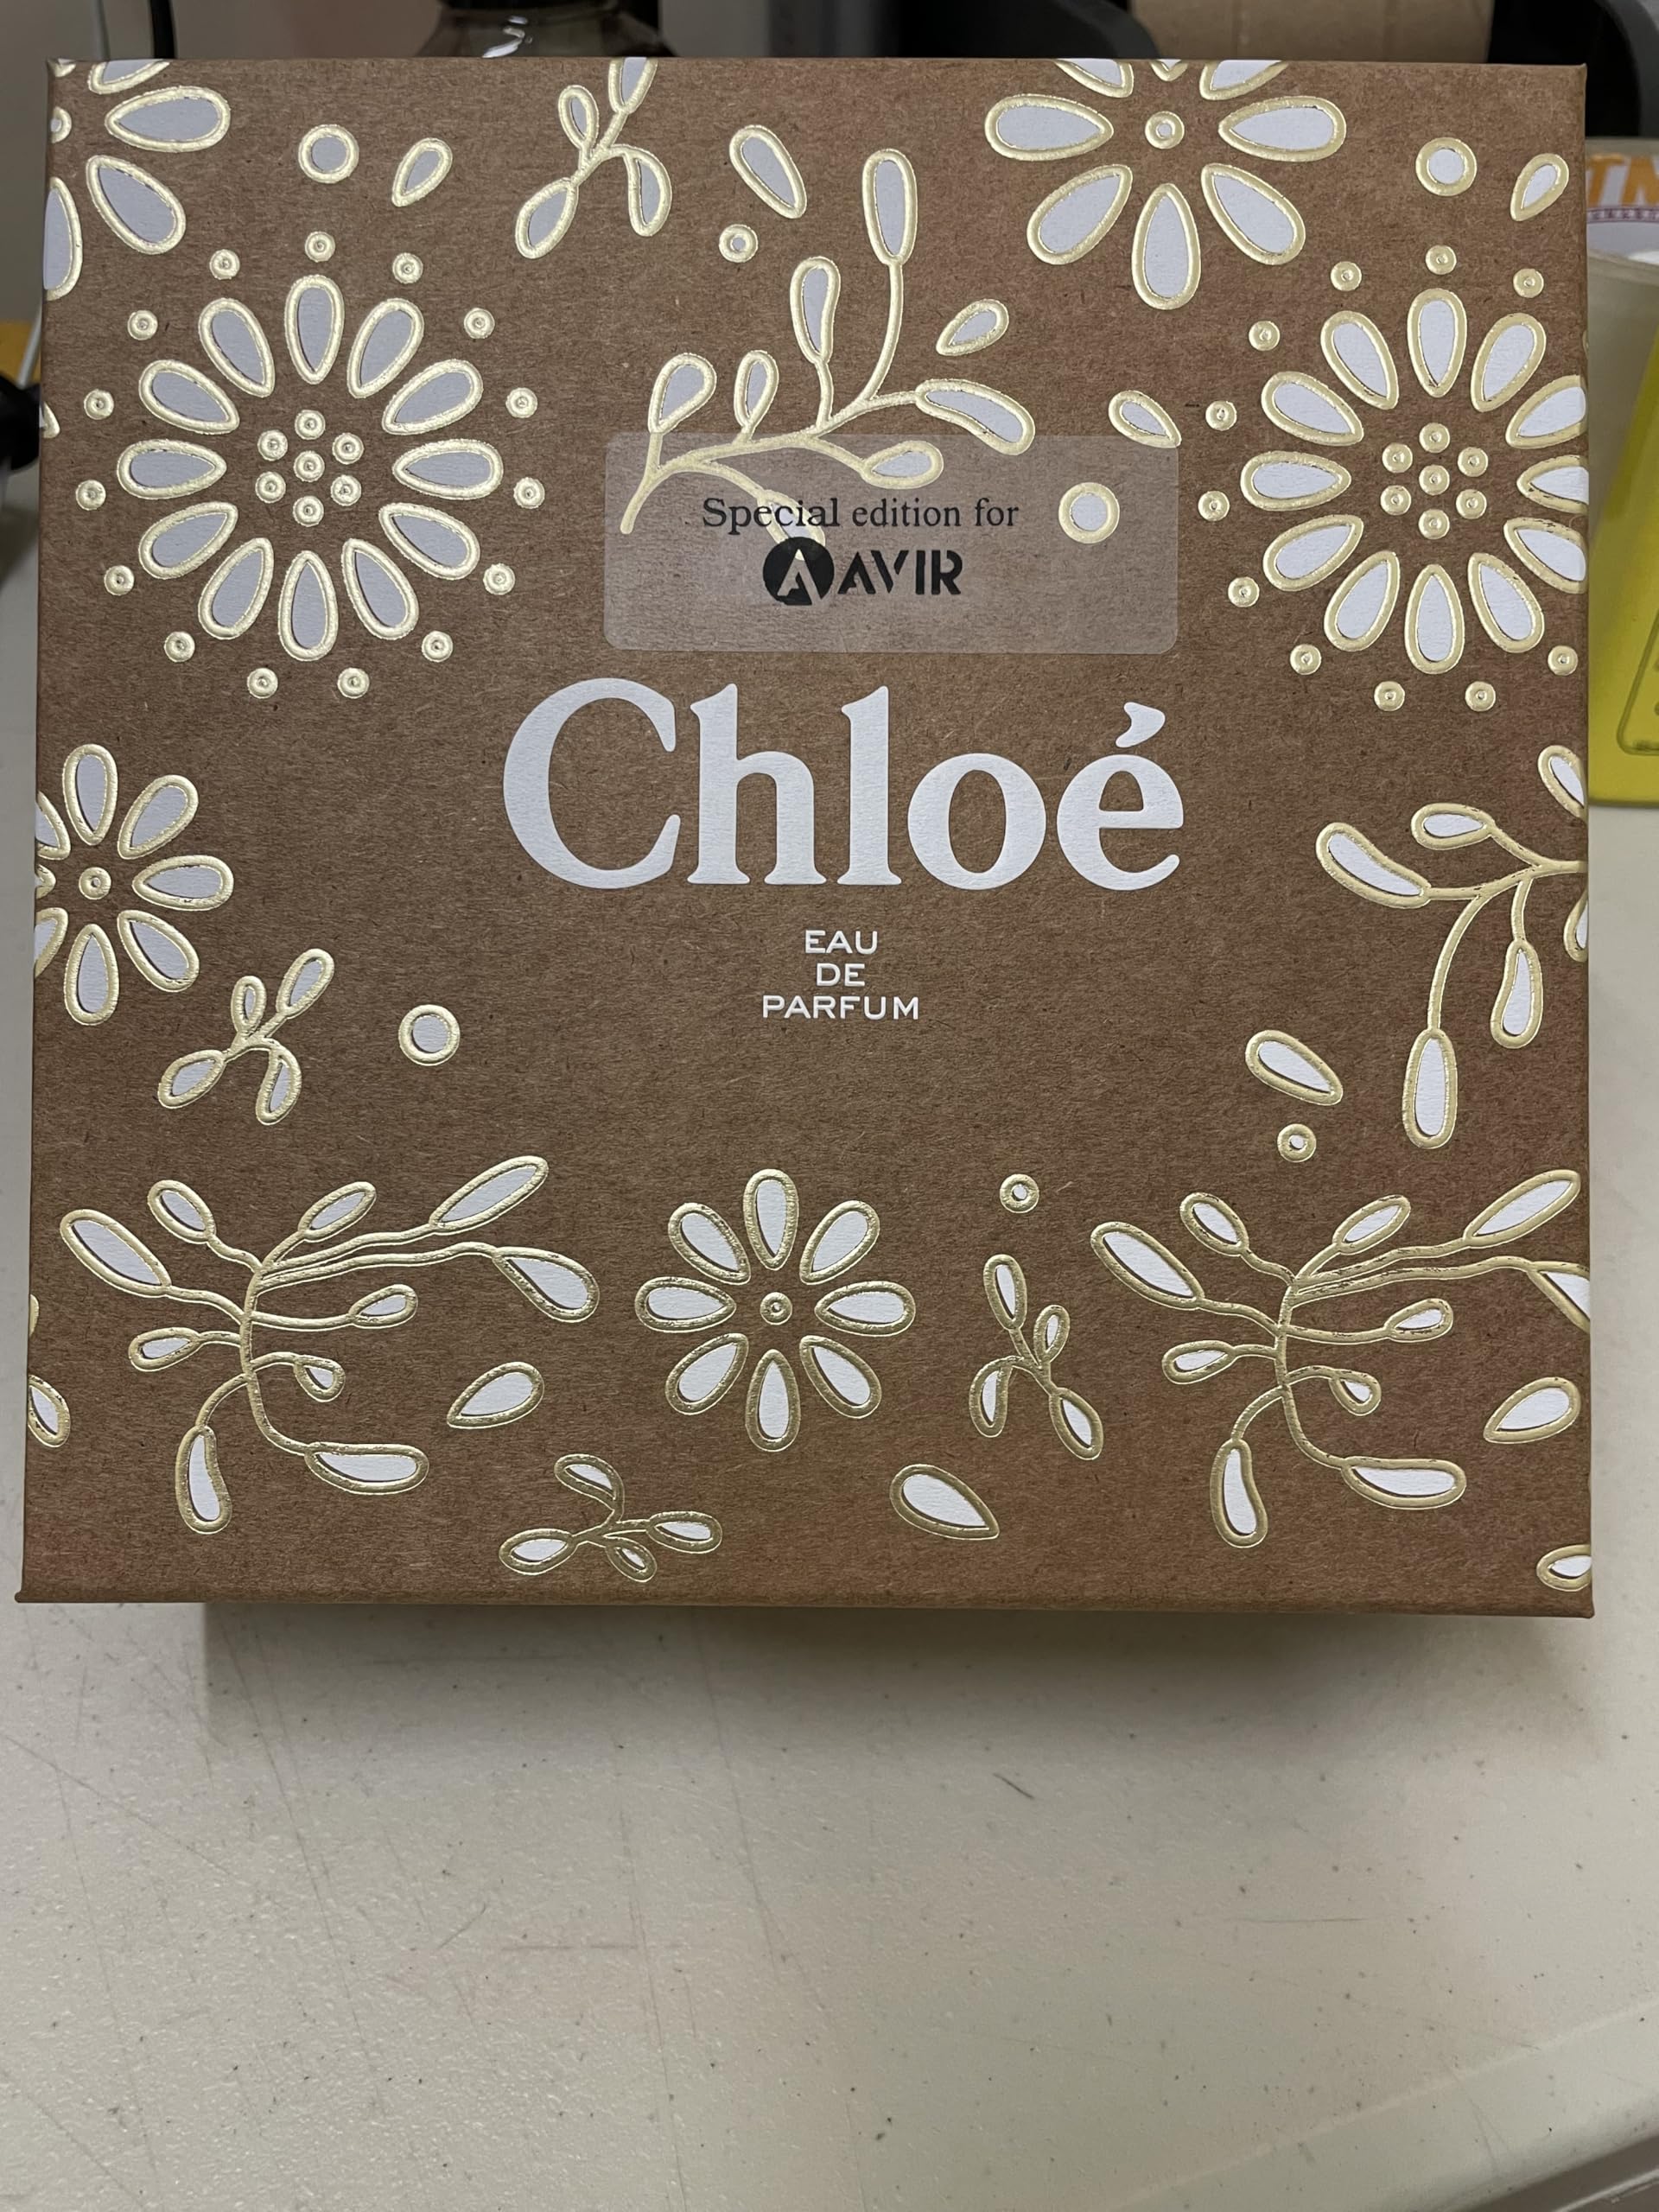 Special edition for
AVIR
Chloé
EAU
DE
PARFUM